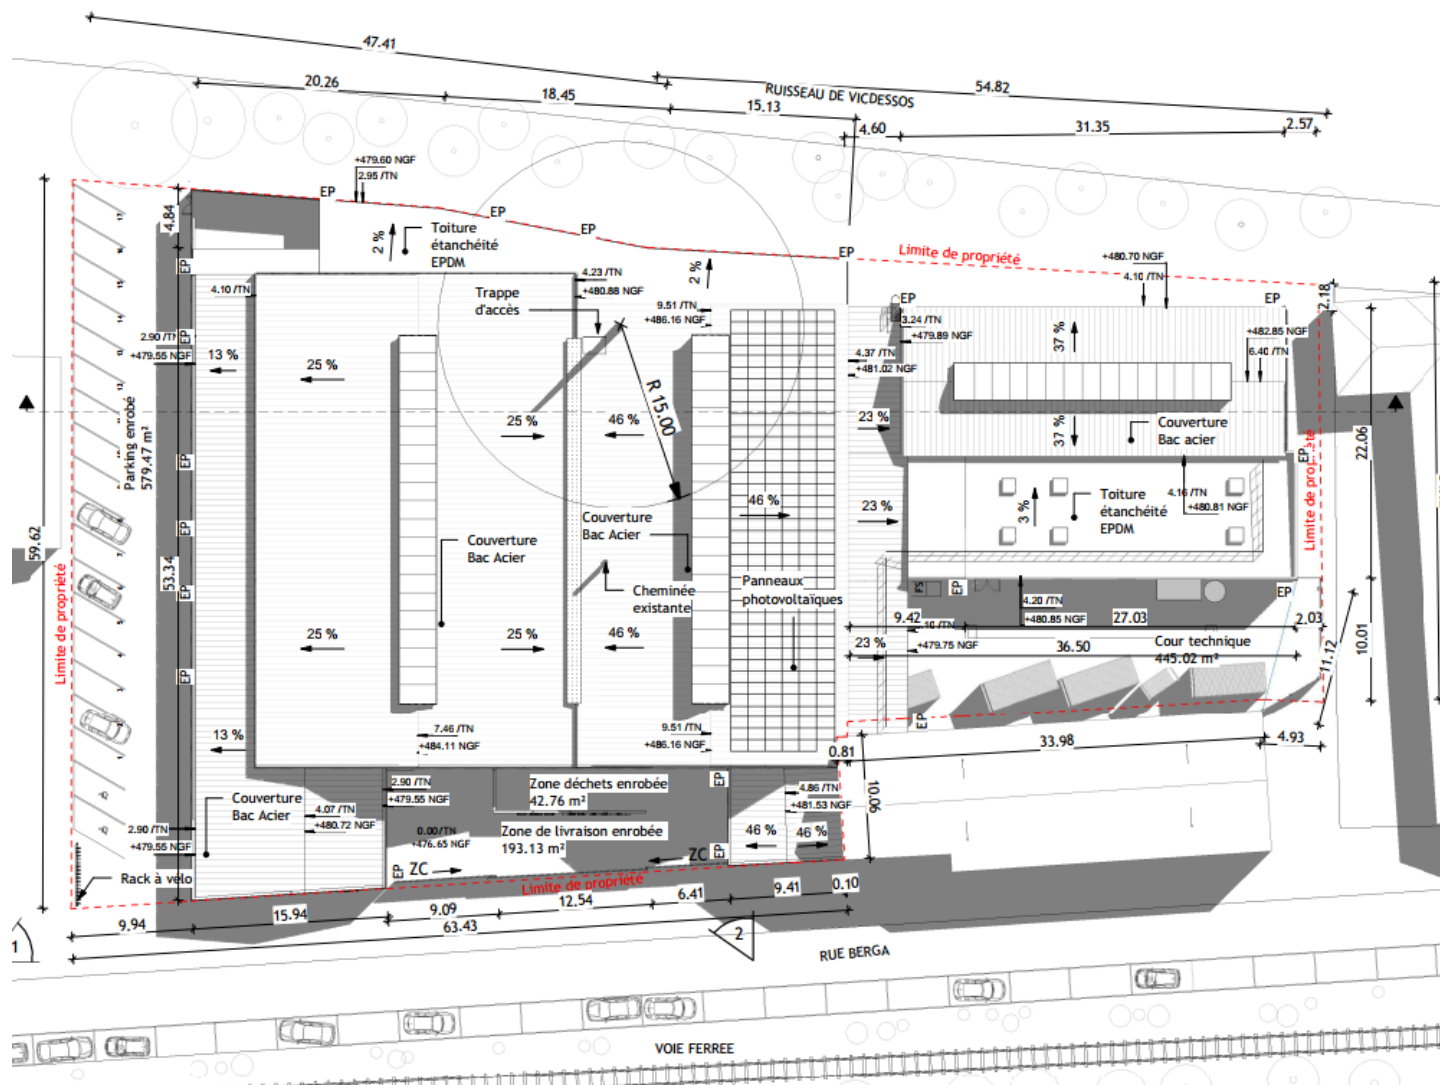 47.41
54.82
20.26
18.45
15.13
RUISSEAU DE VICDESSOS
4.60
31.35
2.57
+479.60 NGF
2.95 /TN
EP
EP
EP
EP
Limite de propriété
4.84
2 %
Toiture
étanchéité
EPDM
2 %
+480.70 NGF
4.10 /TN
2.18
EP
4.10 /TN
4.23 /TN
+480.88 NGF
Trappe
d'accès
9.51 /TN
+486.16 NGF
EP
EP
3.24 /TN
+479.89 NGF
+482.85 NGF
6.40 /TN
37 %
EP
2.90 /TN
+479.55 NGF
13 %
25 %
4.37 /TN
+481.02 NGF
R 15.00
25 %
46 %
23 %
37 %
Couverture
Bac acier
22.06
Parking enrobé
579.47 m²
EP
EP
Limite de propriété
59.62
46 %
23 %
3 %
Toiture
étanchéité
EPDM
4.16 /TN
+480.81 NGF
Couverture
Bac Acier
Couverture
Bac Acier
EP
53.34
Limite de propriété
EP
Cheminée
existante
Panneaux
photovoltaïques
FS
EP
EP
4.20 /TN
+480.85 NGF
9.42
27.03
2.03
25 %
25 %
46 %
23 %
+479.75 NGF
36.50
Cour technique
445.02 m²
10.01
11.12
EP
EP
13 %
7.46 /TN
+484.11 NGF
9.51 /TN
+486.16 NGF
0.81
33.98
4.93
2.90 /TN
+479.55 NGF
Zone déchets enrobée
42.76 m²
EP
4.86 /TN
+481.53 NGF
10.06
Couverture
Bac Acier
4.07 /TN
+480.72 NGF
2.90 /TN
+479.55 NGF
0.00 /TN
+476.65 NGF
Zone de livraison enrobée
193.13 m²
46 %
46 %
EP
ZC
EP
ZC
Rack à vélo
Limite de propriété
9.94
15.94
9.09
12.54
6.41
9.41
0.10
63.43
1
2
RUE BERGA
VOIE FERREE